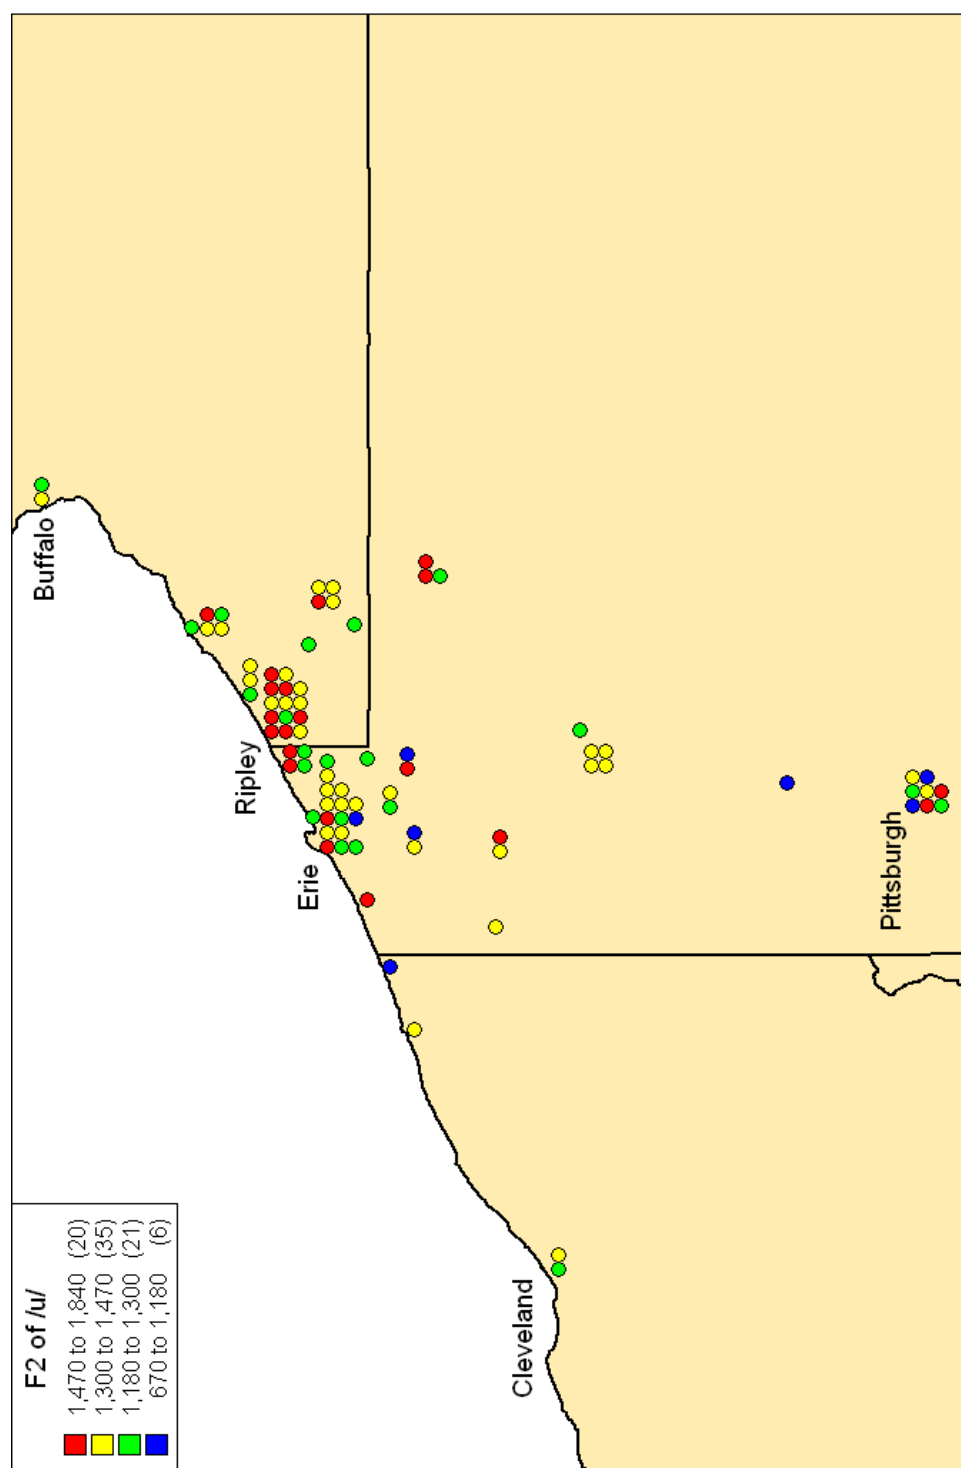 F2 of /u/
1,470 to 1,840 (20)
1,300 to 1,470 (35)
1,180 to 1,300 (21)
670 to 1,180 (6)
Buffalo
Ripley
Erie
Cleveland
Pittsburgh